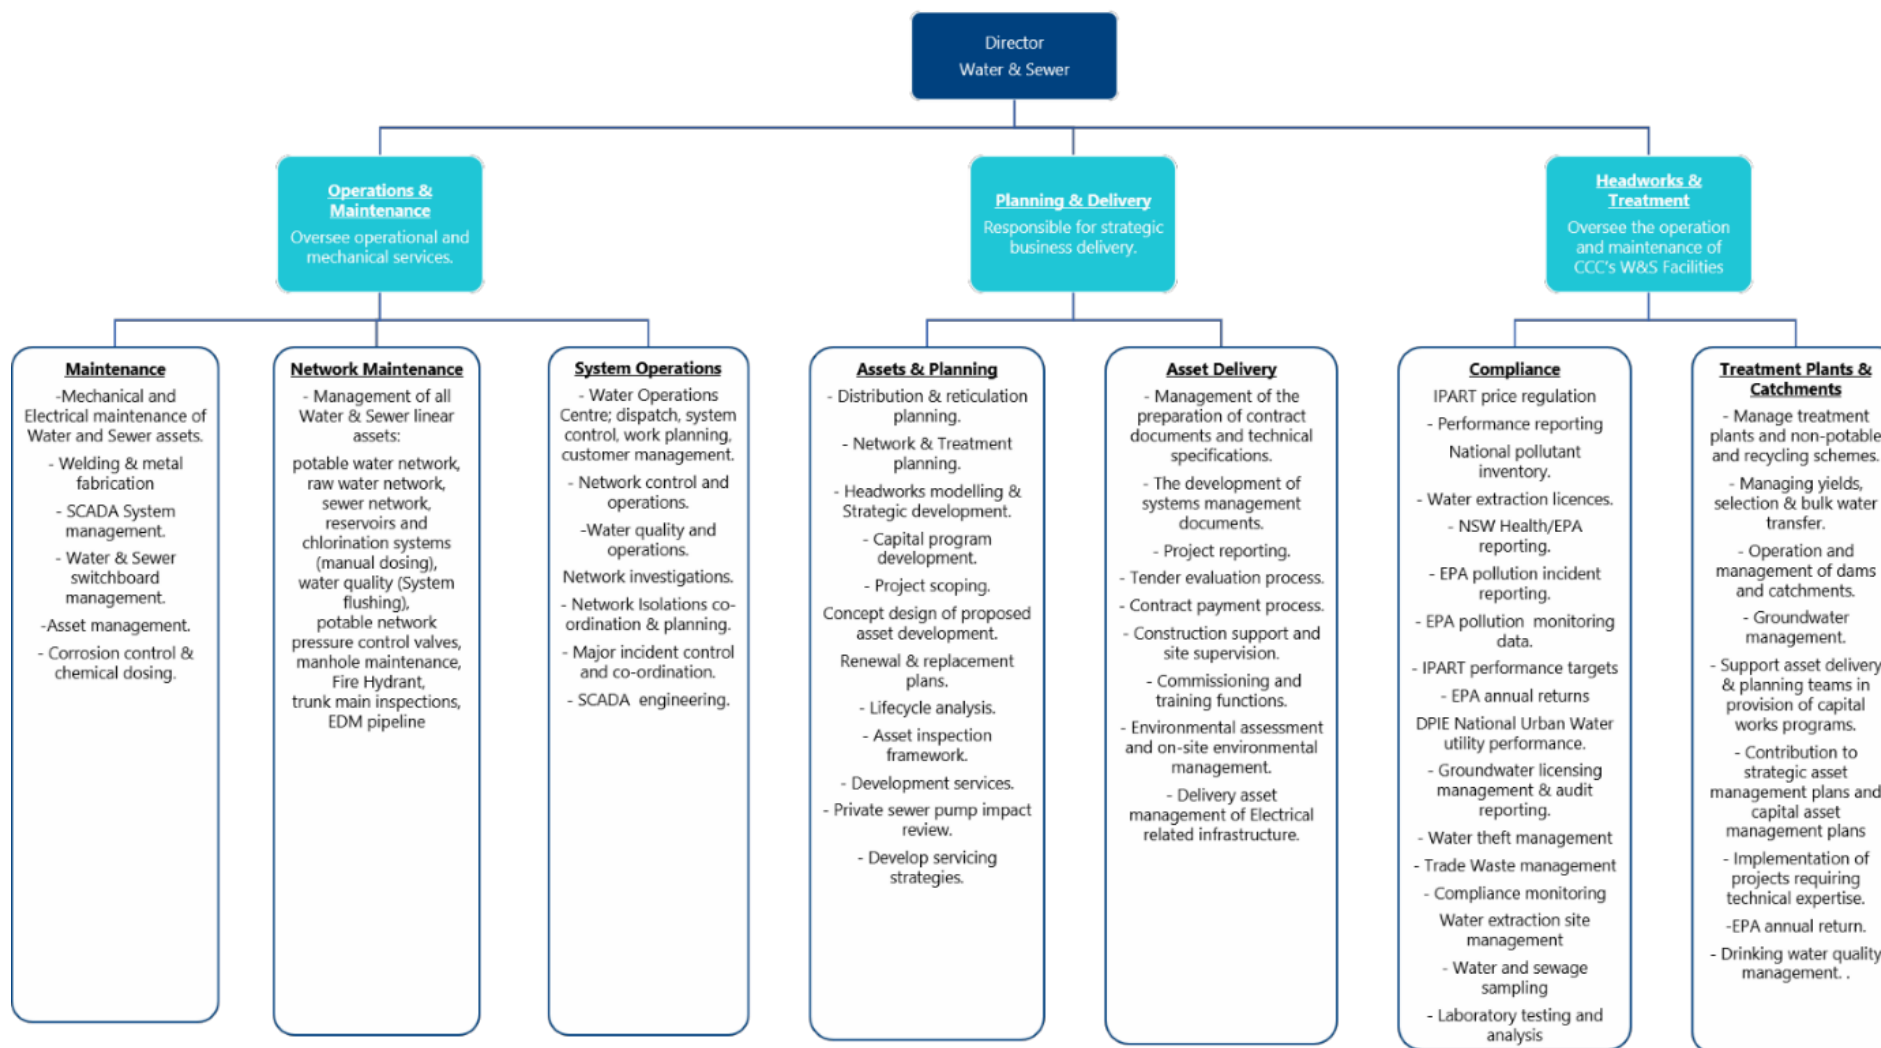 Director
Water & Sewer
Operations &
Maintenance
Oversee operational and
mechanical services.
Planning & Delivery
Responsible for strategic
business delivery.
Headworks &
Treatment
Oversee the operation
and maintenance of
CCC's W&S Facilities
Maintenance
-Mechanical and
Electrical maintenance of
Water and Sewer assets.
- Welding & metal
fabrication
- SCADA System
management.
- Water & Sewer
switchboard
management.
-Asset management.
- Corrosion control &
chemical dosing.
Network Maintenance
- Management of all
Water & Sewer linear
assets:
potable water network,
raw water network,
sewer network,
reservoirs and
chlorination systems
(manual dosing),
water quality (System
flushing),
potable network
pressure control valves,
manhole maintenance,
Fire Hydrant,
trunk main inspections,
EDM pipeline
System Operations
- Water Operations
Centre; dispatch, system
control, work planning,
customer management.
- Network control and
operations.
-Water quality and
operations.
Network investigations.
- Network Isolations co-
ordination & planning.
- Major incident control
and co-ordination.
- SCADA engineering.
Assets & Planning
- Distribution & reticulation
planning.
- Network & Treatment
planning.
- Headworks modelling &
Strategic development.
- Capital program
development.
- Project scoping.
Concept design of proposed
asset development.
Renewal & replacement
plans.
- Lifecycle analysis.
- Asset inspection
framework.
- Development services.
- Private sewer pump impact
review.
- Develop servicing
strategies.
Asset Delivery
- Management of the
preparation of contract
documents and technical
specifications.
- The development of
systems management
documents.
- Project reporting.
- Tender evaluation process.
- Contract payment process.
- Construction support and
site supervision.
- Commissioning and
training functions.
- Environmental assessment
and on-site environmental
management.
- Delivery asset
management of Electrical
related infrastructure.
Compliance
IPART price regulation
- Performance reporting
National pollutant
inventory.
- Water extraction licences.
- NSW Health/EPA
reporting.
- EPA pollution incident
reporting.
- EPA pollution monitoring
data.
- IPART performance targets
- EPA annual returns
DPIE National Urban Water
utility performance.
- Groundwater licensing
management & audit
reporting.
- Water theft management
- Trade Waste management
- Compliance monitoring
Water extraction site
management
- Water and sewage
sampling
- Laboratory testing and
analysis
Treatment Plants &
Catchments
- Manage treatment
plants and non-potable
and recycling schemes.
- Managing yields,
selection & bulk water
transfer.
- Operation and
management of dams
and catchments.
- Groundwater
management.
- Support asset delivery
& planning teams in
provision of capital
works programs.
- Contribution to
strategic asset
management plans and
capital asset
management plans
- Implementation of
projects requiring
technical expertise.
-EPA annual return.
- Drinking water quality
management. .